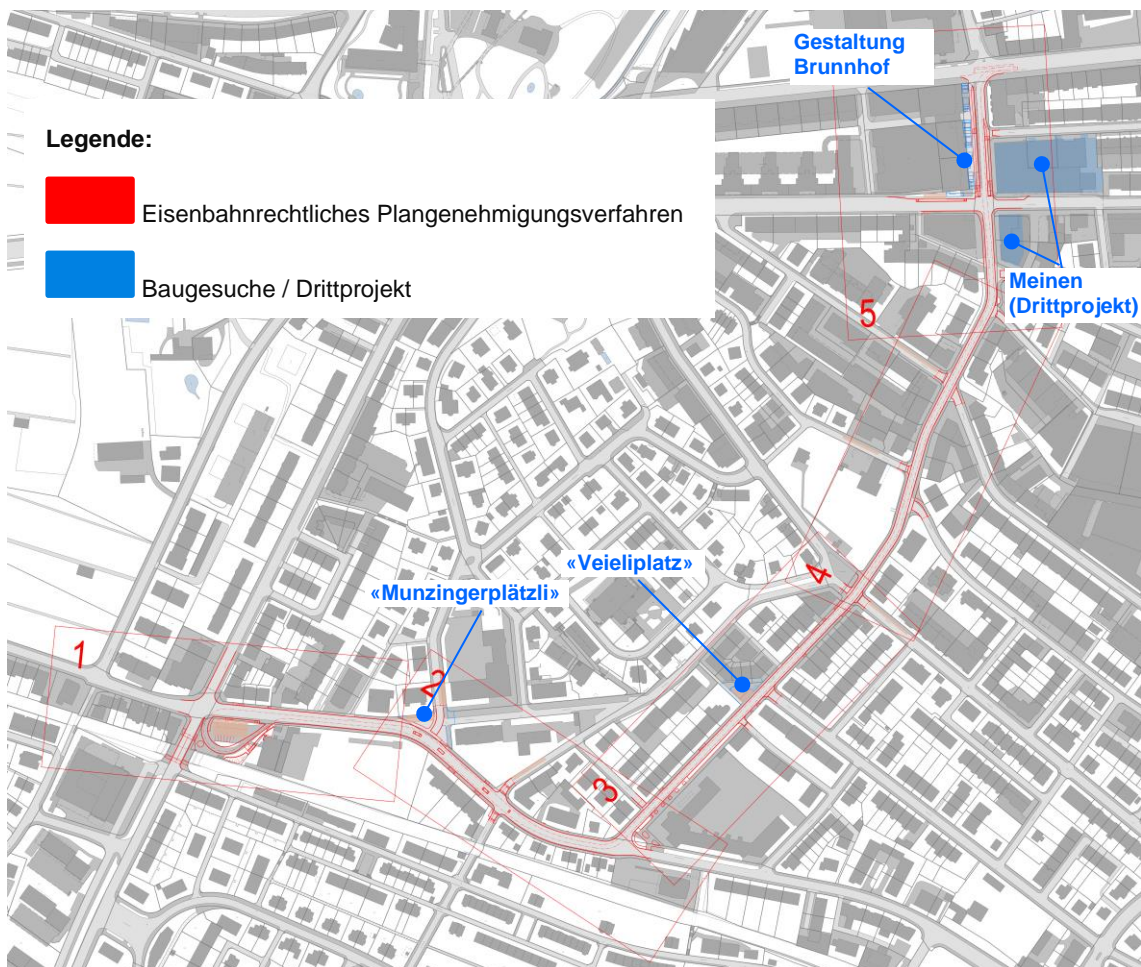 Gestaltung
Brunnhof
Legende:
Eisenbahnrechtliches Plangenehmigungsverfahren
Baugesuche / Drittprojekt
Meinen
(Drittprojekt)
5
4
«Veieliplatz»
«Munzingerplätzli»
1
2
3